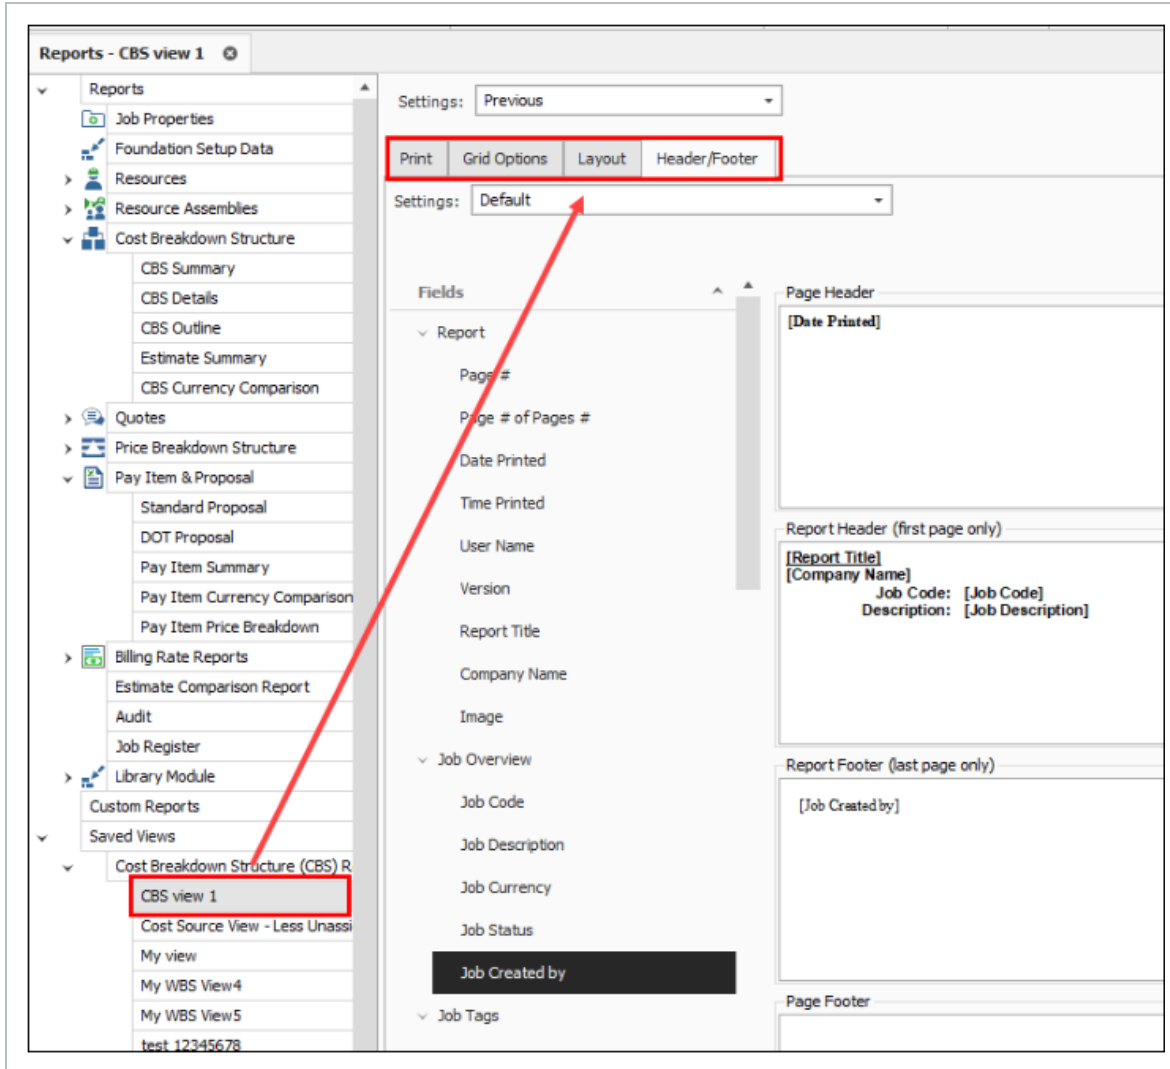 Reports - CBS view 1
Reports
Job Properties
Foundation Setup Data
Resources
Resource Assemblies
Cost Breakdown Structure
CBS Summary
CBS Details
CBS Outline
Estimate Summary
CBS Currency Comparison
Quotes
Price Breakdown Structure
Pay Item & Proposal
Standard Proposal
DOT Proposal
Pay Item Summary
Pay Item Currency Comparison
Pay Item Price Breakdown
Billing Rate Reports
Estimate Comparison Report
Audit
Job Register
Library Module
Custom Reports
Saved Views
Cost Breakdown Structure (CBS) R
CBS view 1
Cost Source View - Less Unassi
My view
My WBS View4
My WBS View5
test 12345678
Settings: Previous
Print Grid Options Layout Header/Footer
Settings: Default
Fields
Report
Page #
Page # of Pages #
Date Printed
Time Printed
User Name
Version
Report Title
Company Name
Image
Job Overview
Job Code
Job Description
Job Currency
Job Status
Job Created by
Job Tags
Page Header
[Date Printed]
Report Header (first page only)
[Report Title]
[Company Name]
Job Code: [Job Code]
Description: [Job Description]
Report Footer (last page only)
[Job Created by]
Page Footer